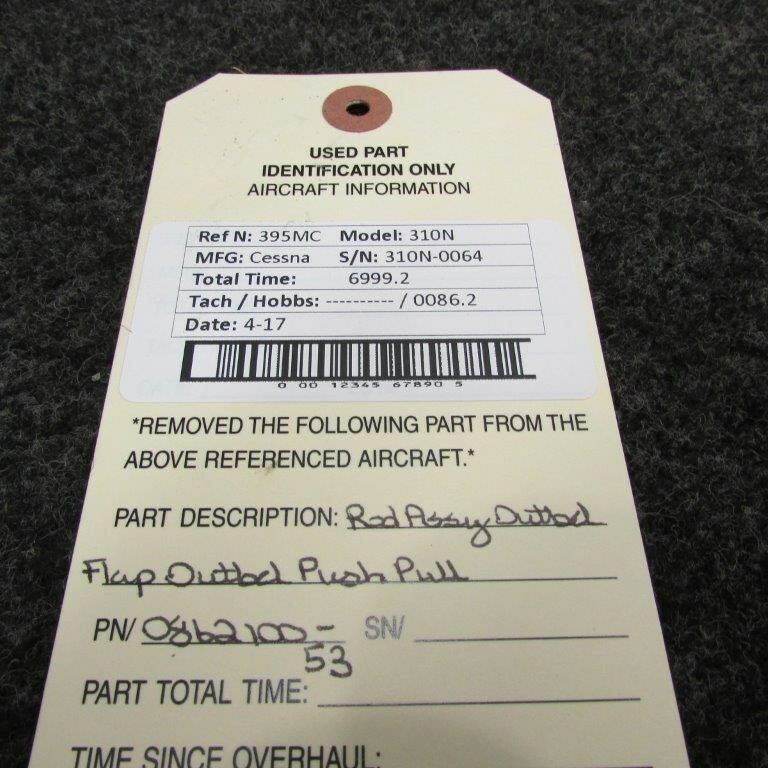 USED PART
IDENTIFICATION ONLY
AIRCRAFT INFORMATION
Ref N: 395MC Model: 310N
MFG: Cessna S/N: 310N-0064
Total Time: 6999.2
Tach / Hobbs: ---------- / 0086.2
Date: 4-17
0 00 12345 67890 5
*REMOVED THE FOLLOWING PART FROM THE
ABOVE REFERENCED AIRCRAFT.*
PART DESCRIPTION: Rod Assy Outbd
Flap Outbd Push Pull
PN/ 0862100- SN/
53
PART TOTAL TIME:
TIME SINCE OVERHAUL: